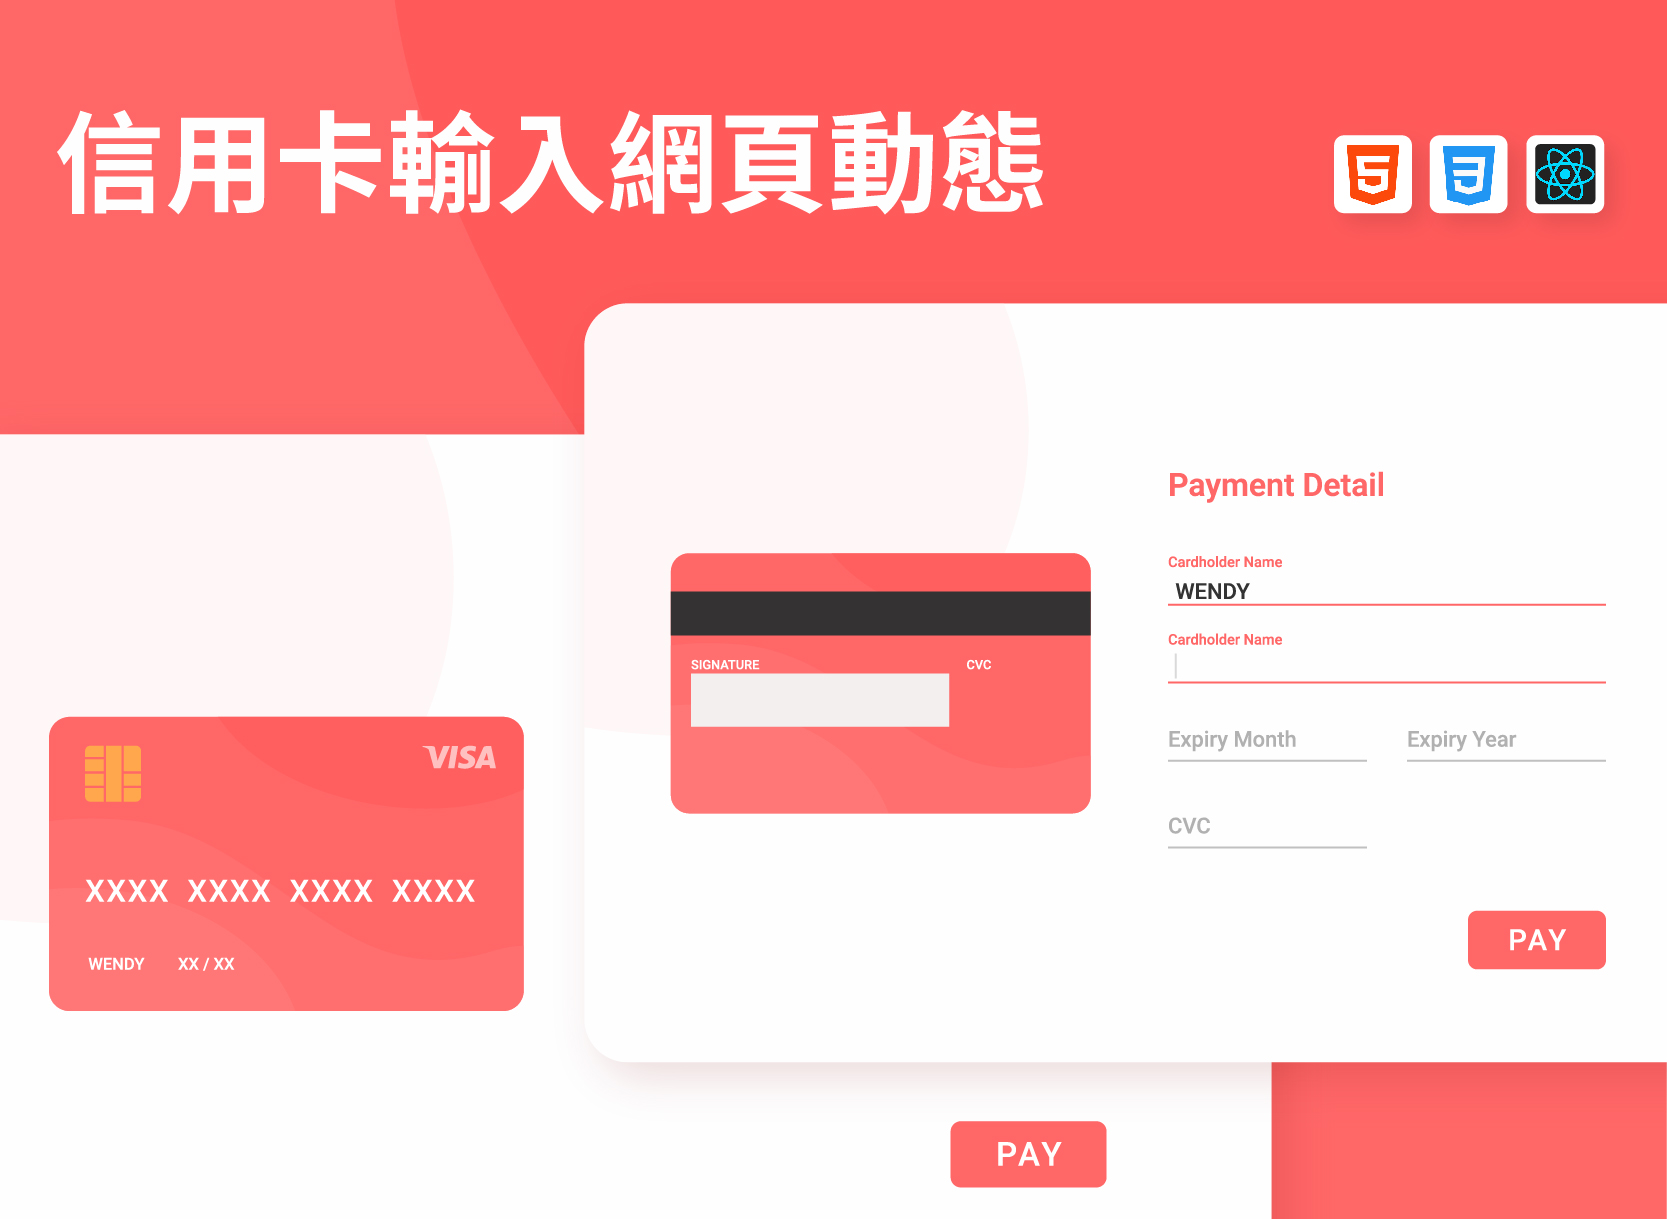 信用卡輸入網頁動態
Payment Detail
Cardholder Name
WENDY
Cardholder Name
Expiry Month Expiry Year
CVC
PAY
SIGNATURE CVC
VISA
XXXX XXXX XXXX XXXX
WENDY XX / XX
PAY